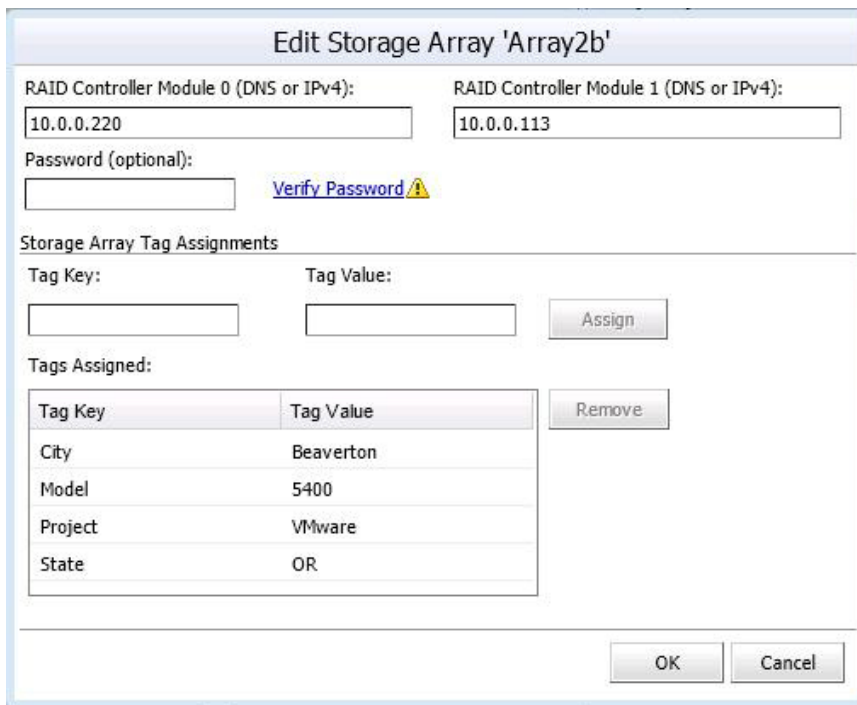 Edit Storage Array 'Array2b'
RAID Controller Module 0 (DNS or IPv4): RAID Controller Module 1 (DNS or IPv4):
10.0.0.220 10.0.0.113
Password (optional):
Verify Password
Storage Array Tag Assignments
Tag Key: Tag Value:
Assign
Tags Assigned:
Tag Key Tag Value Remove
City Beaverton
Model 5400
Project VMware
State OR
OK Cancel